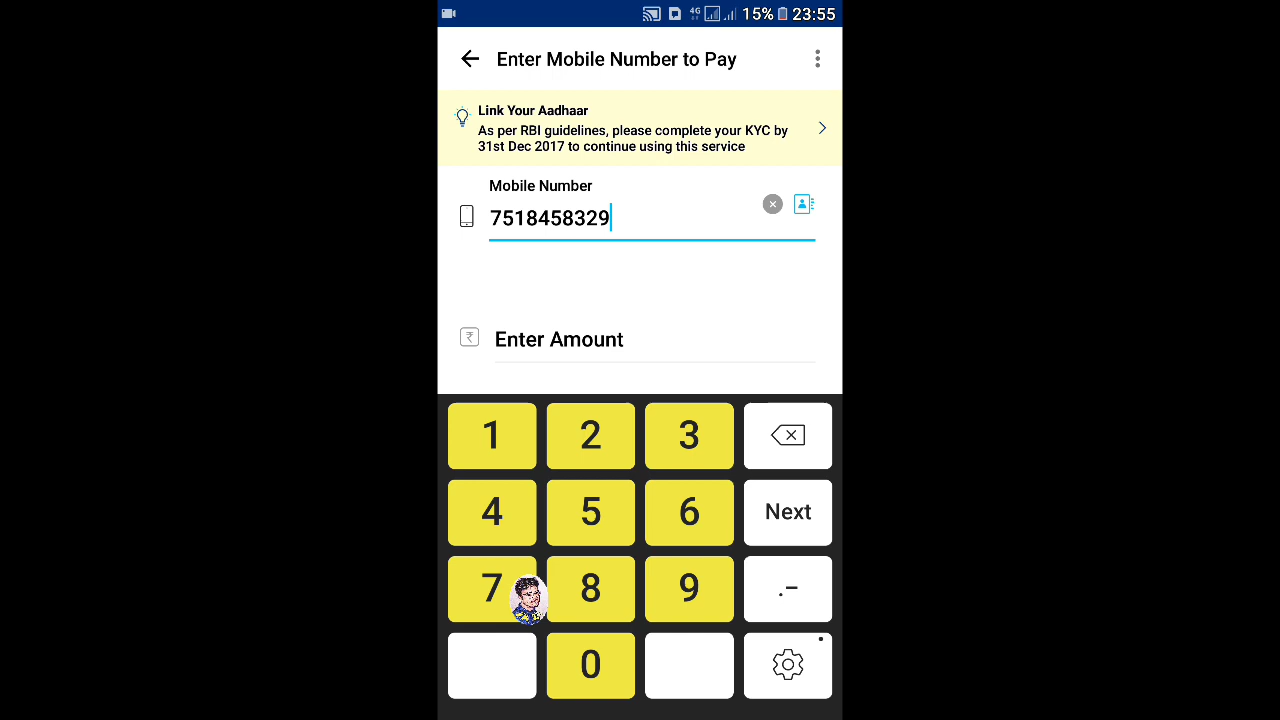 4G 15% 23:55
Enter Mobile Number to Pay
Link Your Aadhaar
As per RBI guidelines, please complete your KYC by
31st Dec 2017 to continue using this service
Mobile Number
7518458329
₹ Enter Amount
1 2 3
4 5 6 Next
7 8 9 .–
0